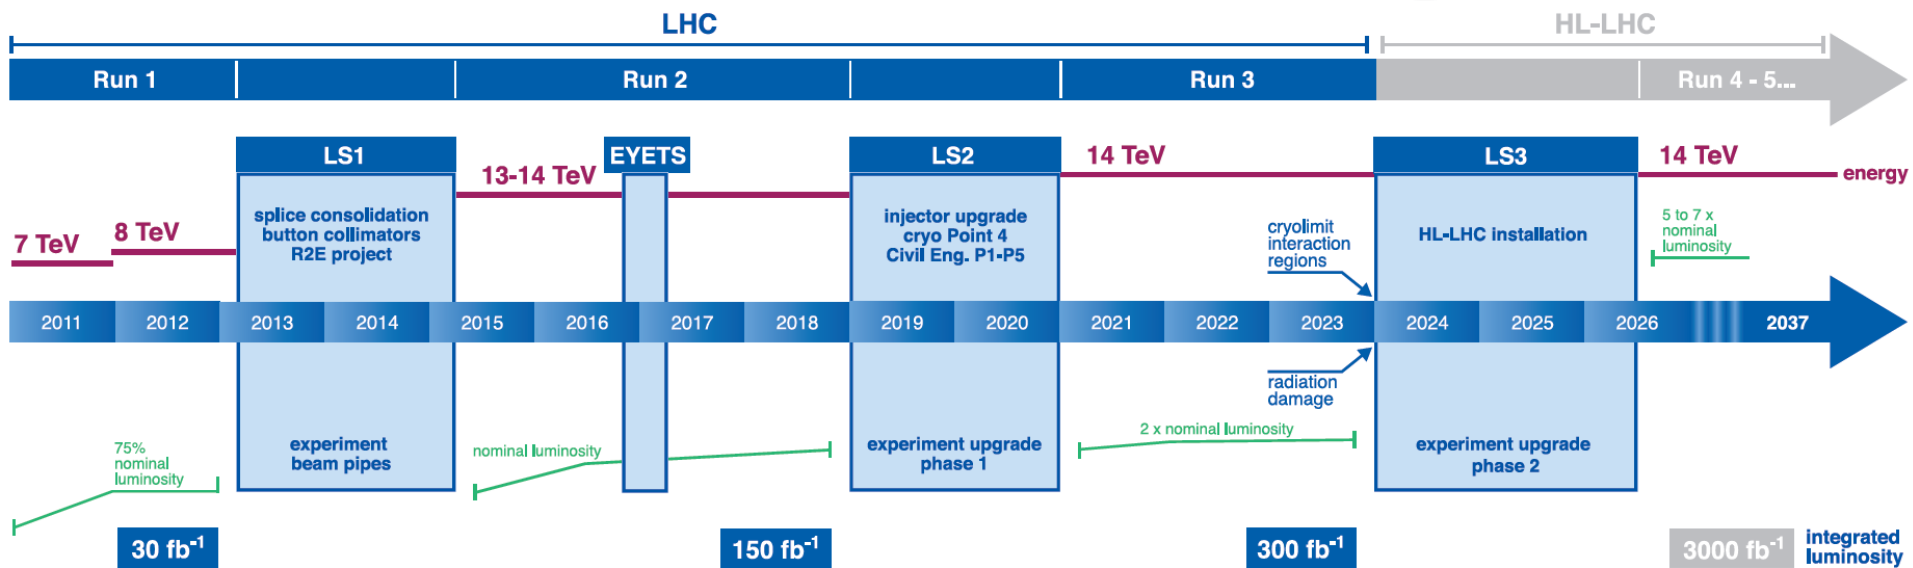 LHC
HL-LHC
Run 1
Run 2
Run 3
Run 4 - 5...
LS1
EYETS
LS2
14 TeV
LS3
14 TeV
energy
13-14 TeV
7 TeV
8 TeV
splice consolidation
button collimators
R2E project
injector upgrade
cryo Point 4
Civil Eng. P1-P5
cryolimit
interaction
regions
HL-LHC installation
5 to 7 x
nominal
luminosity
2011
2012
2013
2014
2015
2016
2017
2018
2019
2020
2021
2022
2023
2024
2025
2026
2037
radiation
damage
75%
nominal
luminosity
experiment
beam pipes
nominal luminosity
experiment upgrade
phase 1
2 x nominal luminosity
experiment upgrade
phase 2
30 fb⁻¹
150 fb⁻¹
300 fb⁻¹
3000 fb⁻¹
integrated
luminosity